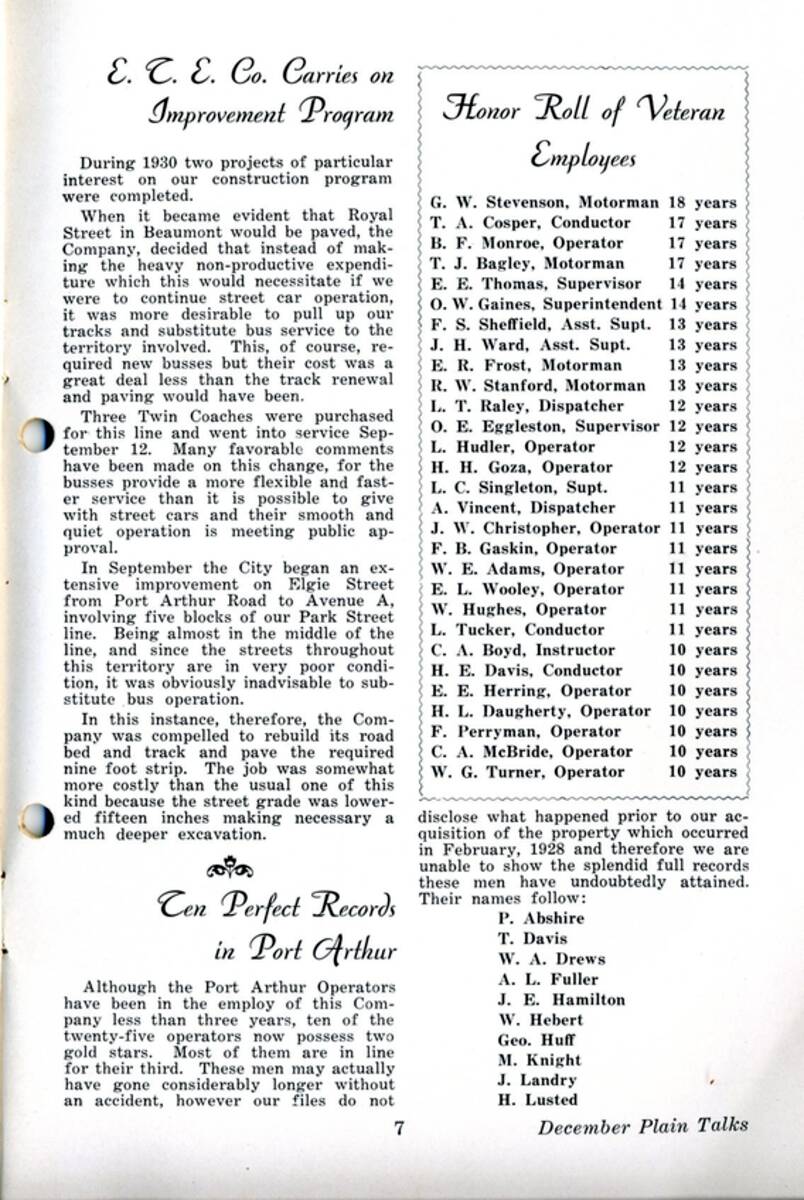 E. T. E. Co. Carries on
Improvement Program
During 1930 two projects of particular
interest on our construction program
were completed.
When it became evident that Royal
Street in Beaumont would be paved, the
Company, decided that instead of mak-
ing the heavy non-productive expendi-
ture which this would necessitate if we
were to continue street car operation,
it was more desirable to pull up our
tracks and substitute bus service to the
territory involved. This, of course, re-
quired new busses but their cost was a
great deal less than the track renewal
and paving would have been.
Three Twin Coaches were purchased
for this line and went into service Sep-
tember 12. Many favorable comments
have been made on this change, for the
busses provide a more flexible and fast-
er service than it is possible to give
with street cars and their smooth and
quiet operation is meeting public ap-
proval.
In September the City began an ex-
tensive improvement on Elgie Street
from Port Arthur Road to Avenue A,
involving five blocks of our Park Street
line. Being almost in the middle of the
line, and since the streets throughout
this territory are in very poor condi-
tion, it was obviously inadvisable to sub-
stitute bus operation.
In this instance, therefore, the Com-
pany was compelled to rebuild its road
bed and track and pave the required
nine foot strip. The job was somewhat
more costly than the usual one of this
kind because the street grade was lower-
ed fifteen inches making necessary a
much deeper excavation.
Ten Perfect Records
in Port Arthur
Although the Port Arthur Operators
have been in the employ of this Com-
pany less than three years, ten of the
twenty-five operators now possess two
gold stars. Most of them are in line
for their third. These men may actually
have gone considerably longer without
an accident, however our files do not
Honor Roll of Veteran
Employees
G. W. Stevenson, Motorman 18 years
T. A. Cosper, Conductor 17 years
B. F. Monroe, Operator 17 years
T. J. Bagley, Motorman 17 years
E. E. Thomas, Supervisor 14 years
O. W. Gaines, Superintendent 14 years
F. S. Sheffield, Asst. Supt. 13 years
J. H. Ward, Asst. Supt. 13 years
E. R. Frost, Motorman 13 years
R. W. Stanford, Motorman 13 years
L. T. Raley, Dispatcher 12 years
O. E. Eggleston, Supervisor 12 years
L. Hudler, Operator 12 years
H. H. Goza, Operator 12 years
L. C. Singleton, Supt. 11 years
A. Vincent, Dispatcher 11 years
J. W. Christopher, Operator 11 years
F. B. Gaskin, Operator 11 years
W. E. Adams, Operator 11 years
E. L. Wooley, Operator 11 years
W. Hughes, Operator 11 years
L. Tucker, Conductor 11 years
C. A. Boyd, Instructor 10 years
H. E. Davis, Conductor 10 years
E. E. Herring, Operator 10 years
H. L. Daugherty, Operator 10 years
F. Perryman, Operator 10 years
C. A. McBride, Operator 10 years
W. G. Turner, Operator 10 years
disclose what happened prior to our ac-
quisition of the property which occurred
in February, 1928 and therefore we are
unable to show the splendid full records
these men have undoubtedly attained.
Their names follow:
P. Abshire
T. Davis
W. A. Drews
A. L. Fuller
J. E. Hamilton
W. Hebert
Geo. Huff
M. Knight
J. Landry
H. Lusted
7 December Plain Talks